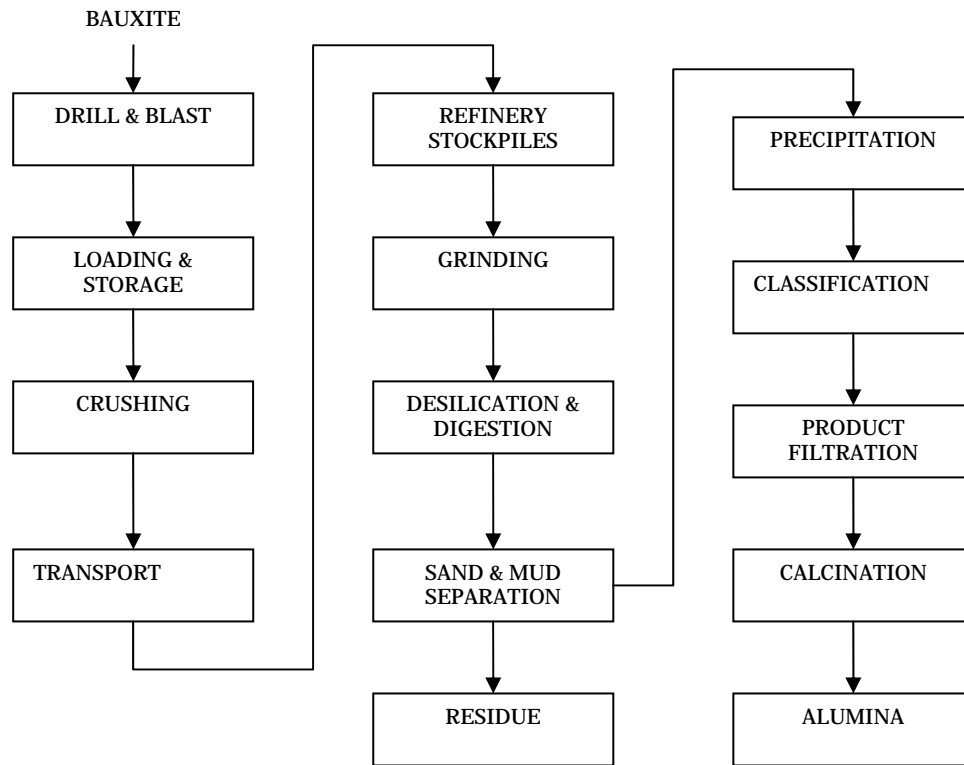 BAUXITE
DRILL & BLAST
LOADING &
STORAGE
CRUSHING
TRANSPORT
REFINERY
STOCKPILES
GRINDING
DESILICATION &
DIGESTION
SAND & MUD
SEPARATION
RESIDUE
PRECIPITATION
CLASSIFICATION
PRODUCT
FILTRATION
CALCINATION
ALUMINA